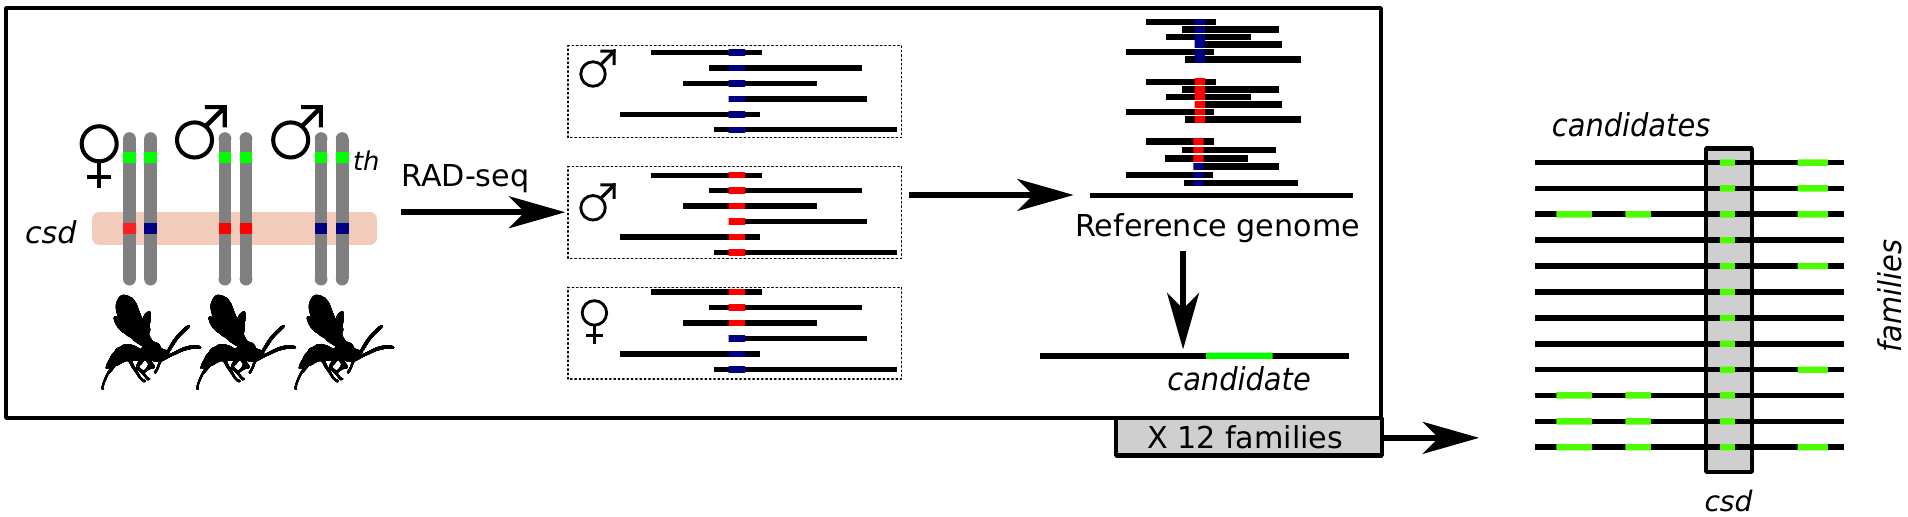 th
csd
RAD-seq
Reference genome
candidate
X 12 families
candidates
families
csd